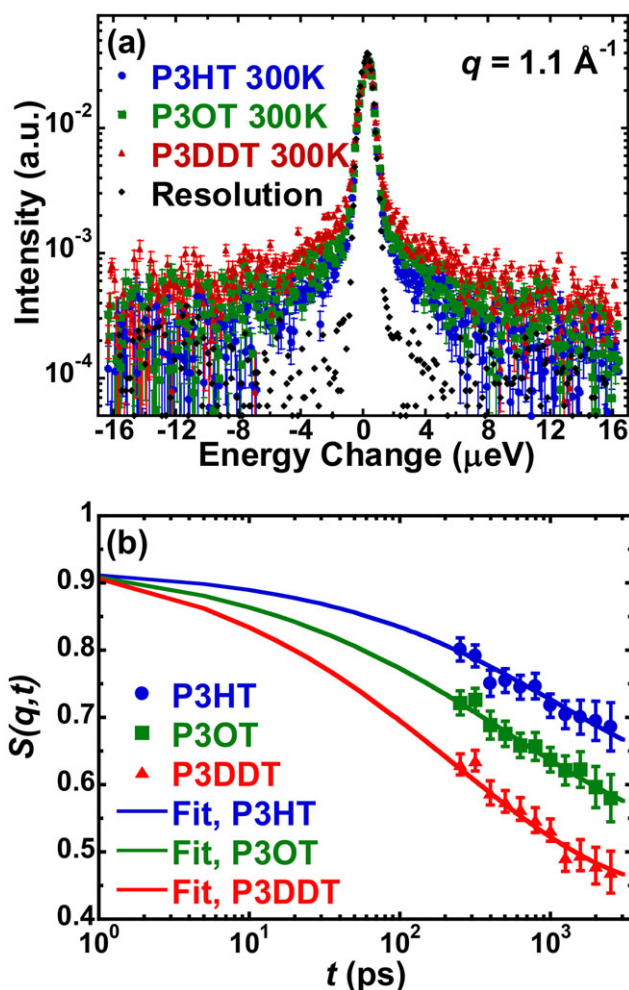 (a)
q = 1.1 Å⁻¹
P3HT 300K
P3OT 300K
P3DDT 300K
Resolution
10⁻²
10⁻³
10⁻⁴
Intensity (a.u.)
-16 -12 -8 -4 0 4 8 12 16
Energy Change (μeV)
(b)
1
0.9
0.8
0.7
0.6
0.5
0.4
S(q,t)
P3HT
P3OT
P3DDT
Fit, P3HT
Fit, P3OT
Fit, P3DDT
10⁰ 10¹ 10² 10³
t (ps)